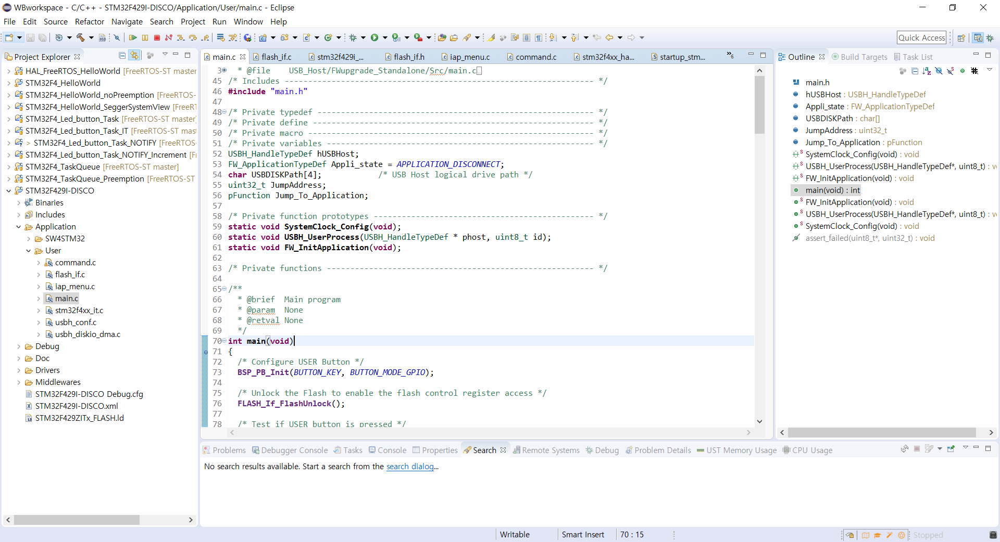 WBworkspace - C/C++ - STM32F429I-DISCO/Application/User/main.c - Eclipse
File Edit Source Refactor Navigate Search Project Run Window Help
Quick Access
Project Explorer
HAL_FreeRTOS_HelloWorld [FreeRTOS-ST master
STM32F4_HelloWorld
STM32F4_HelloWorld_noPreemption [FreeRTOS-
STM32F4_HelloWorld_SeggerSystemView [FreeRT
STM32F4_Led_button_Task [FreeRTOS-ST master
STM32F4_Led_button_Task_IT [FreeRTOS-ST mast
> STM32F4_Led_button_Task_NOTIFY [FreeRTOS-
STM32F4_Led_button_Task_NOTIFY_Increment [Fr
STM32F4_TaskQueue [FreeRTOS-ST master]
STM32F4_TaskQueue_Preemption [FreeRTOS-ST
STM32F429I-DISCO
Binaries
Includes
Application
SW4STM32
User
command.c
flash_if.c
iap_menu.c
main.c
stm32f4xx_it.c
usbh_conf.c
usbh_diskio_dma.c
Debug
Doc
Drivers
Middlewares
STM32F429I-DISCO Debug.cfg
STM32F429I-DISCO.xml
STM32F429ZITx_FLASH.ld
main.c flash_if.c stm32f429i_... flash_if.h iap_menu.c command.c stm32f4xx_ha... startup_stm... »6
3 * @file USB_Host/FWupgrade_Standalone/Src/main.c
45 /* Includes ------------------------------------------------------------------ */
46 #include "main.h"
47
48 /* Private typedef ----------------------------------------------------------- */
49 /* Private define ------------------------------------------------------------ */
50 /* Private macro ------------------------------------------------------------- */
51 /* Private variables --------------------------------------------------------- */
52 USBH_HandleTypeDef hUSBHost;
53 FW_ApplicationTypeDef Appli_state = APPLICATION_DISCONNECT;
54 char USBDISKPath[4]; /* USB Host logical drive path */
55 uint32_t JumpAddress;
56 pFunction Jump_To_Application;
57
58 /* Private function prototypes ----------------------------------------------- */
59 static void SystemClock_Config(void);
60 static void USBH_UserProcess(USBH_HandleTypeDef * phost, uint8_t id);
61 static void FW_InitApplication(void);
62
63 /* Private functions --------------------------------------------------------- */
64
65 /**
66 * @brief Main program
67 * @param None
68 * @retval None
69 */
70 int main(void)
71 {
72 /* Configure USER Button */
73 BSP_PB_Init(BUTTON_KEY, BUTTON_MODE_GPIO);
74
75 /* Unlock the Flash to enable the flash control register access */
76 FLASH_If_FlashUnlock();
77
78 /* Test if USER button is pressed */
Outline Build Targets Task List
main.h
hUSBHost : USBH_HandleTypeDef
Appli_state : FW_ApplicationTypeDef
USBDISKPath : char[]
JumpAddress : uint32_t
Jump_To_Application : pFunction
SystemClock_Config(void) : void
USBH_UserProcess(USBH_HandleTypeDef*, uint8_t) : v
FW_InitApplication(void) : void
main(void) : int
FW_InitApplication(void) : void
USBH_UserProcess(USBH_HandleTypeDef*, uint8_t) : v
SystemClock_Config(void) : void
assert_failed(uint8_t*, uint32_t) : void
Problems Debugger Console Tasks Console Properties Search Remote Systems Debug Problem Details UST Memory Usage CPU Usage
No search results available. Start a search from the search dialog...
Writable Smart Insert 70 : 15 Stopped